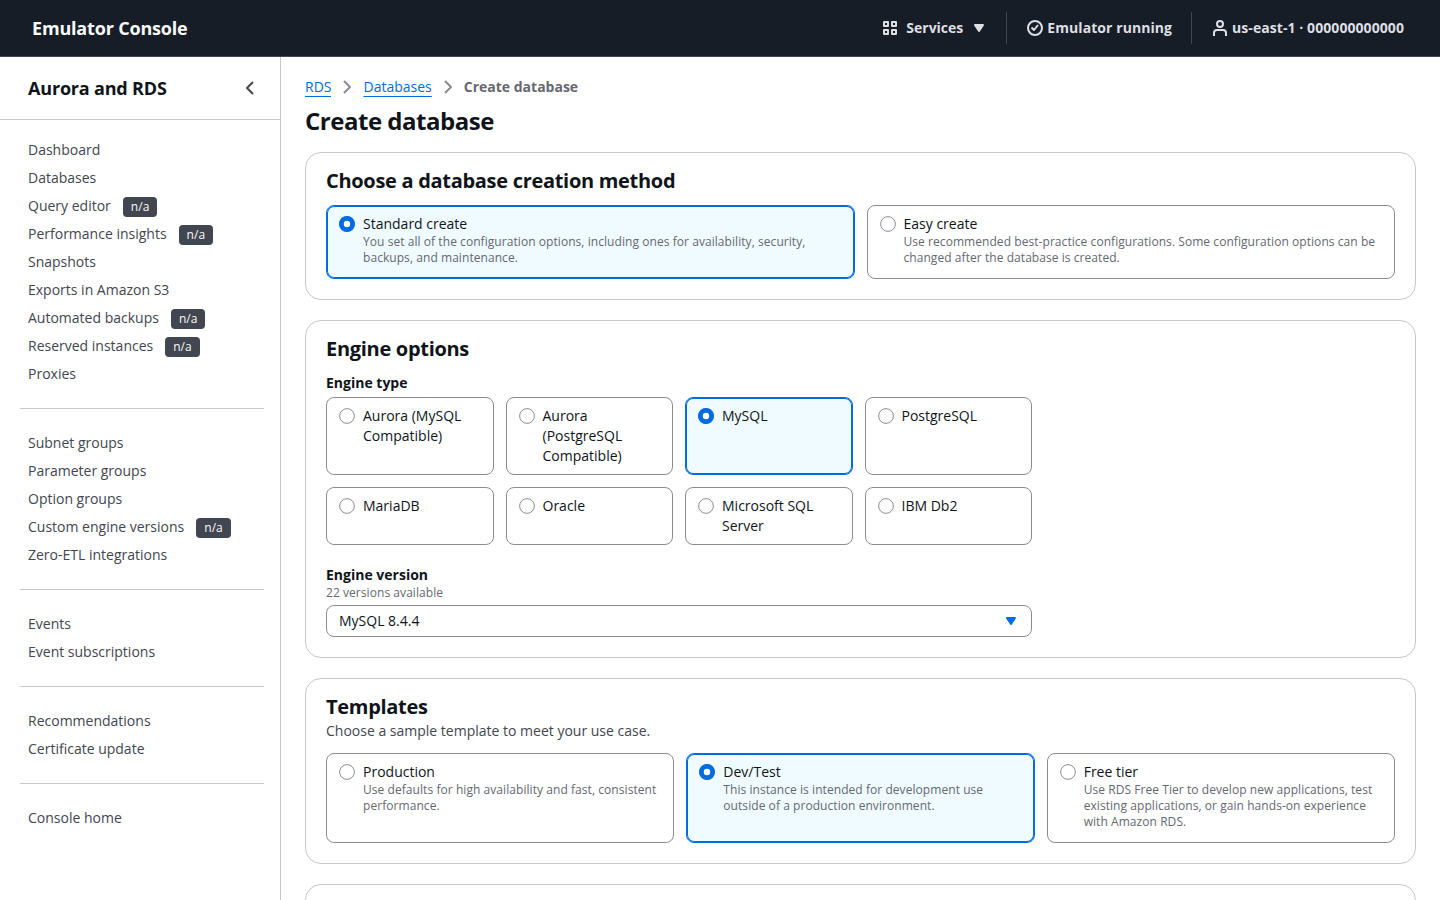 Emulator Console
Services
Emulator running
us-east-1 · 000000000000
Aurora and RDS
Dashboard
Databases
Query editor n/a
Performance insights n/a
Snapshots
Exports in Amazon S3
Automated backups n/a
Reserved instances n/a
Proxies
Subnet groups
Parameter groups
Option groups
Custom engine versions n/a
Zero-ETL integrations
Events
Event subscriptions
Recommendations
Certificate update
Console home
RDS Databases Create database
Create database
Choose a database creation method
Standard create
You set all of the configuration options, including ones for availability, security,
backups, and maintenance.
Easy create
Use recommended best-practice configurations. Some configuration options can be
changed after the database is created.
Engine options
Engine type
Aurora (MySQL
Compatible)
Aurora
(PostgreSQL
Compatible)
MySQL
PostgreSQL
MariaDB
Oracle
Microsoft SQL
Server
IBM Db2
Engine version
22 versions available
MySQL 8.4.4
Templates
Choose a sample template to meet your use case.
Production
Use defaults for high availability and fast, consistent
performance.
Dev/Test
This instance is intended for development use
outside of a production environment.
Free tier
Use RDS Free Tier to develop new applications, test
existing applications, or gain hands-on experience
with Amazon RDS.